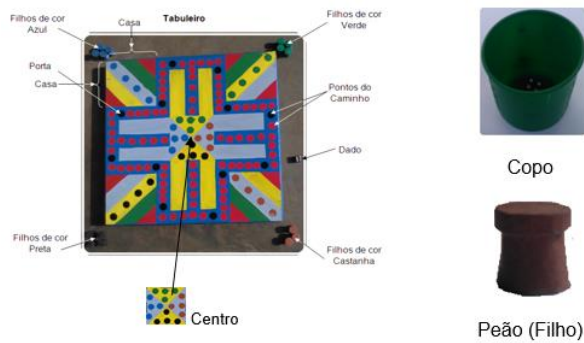 Filhos de cor
Azul
Casa
Tabuleiro
Filhos de cor
Verde
Porta
Casa
Pontos do
Caminho
Dado
Filhos de cor
Preta
Filhos de cor
Castanha
Centro
Copo
Peão (Filho)